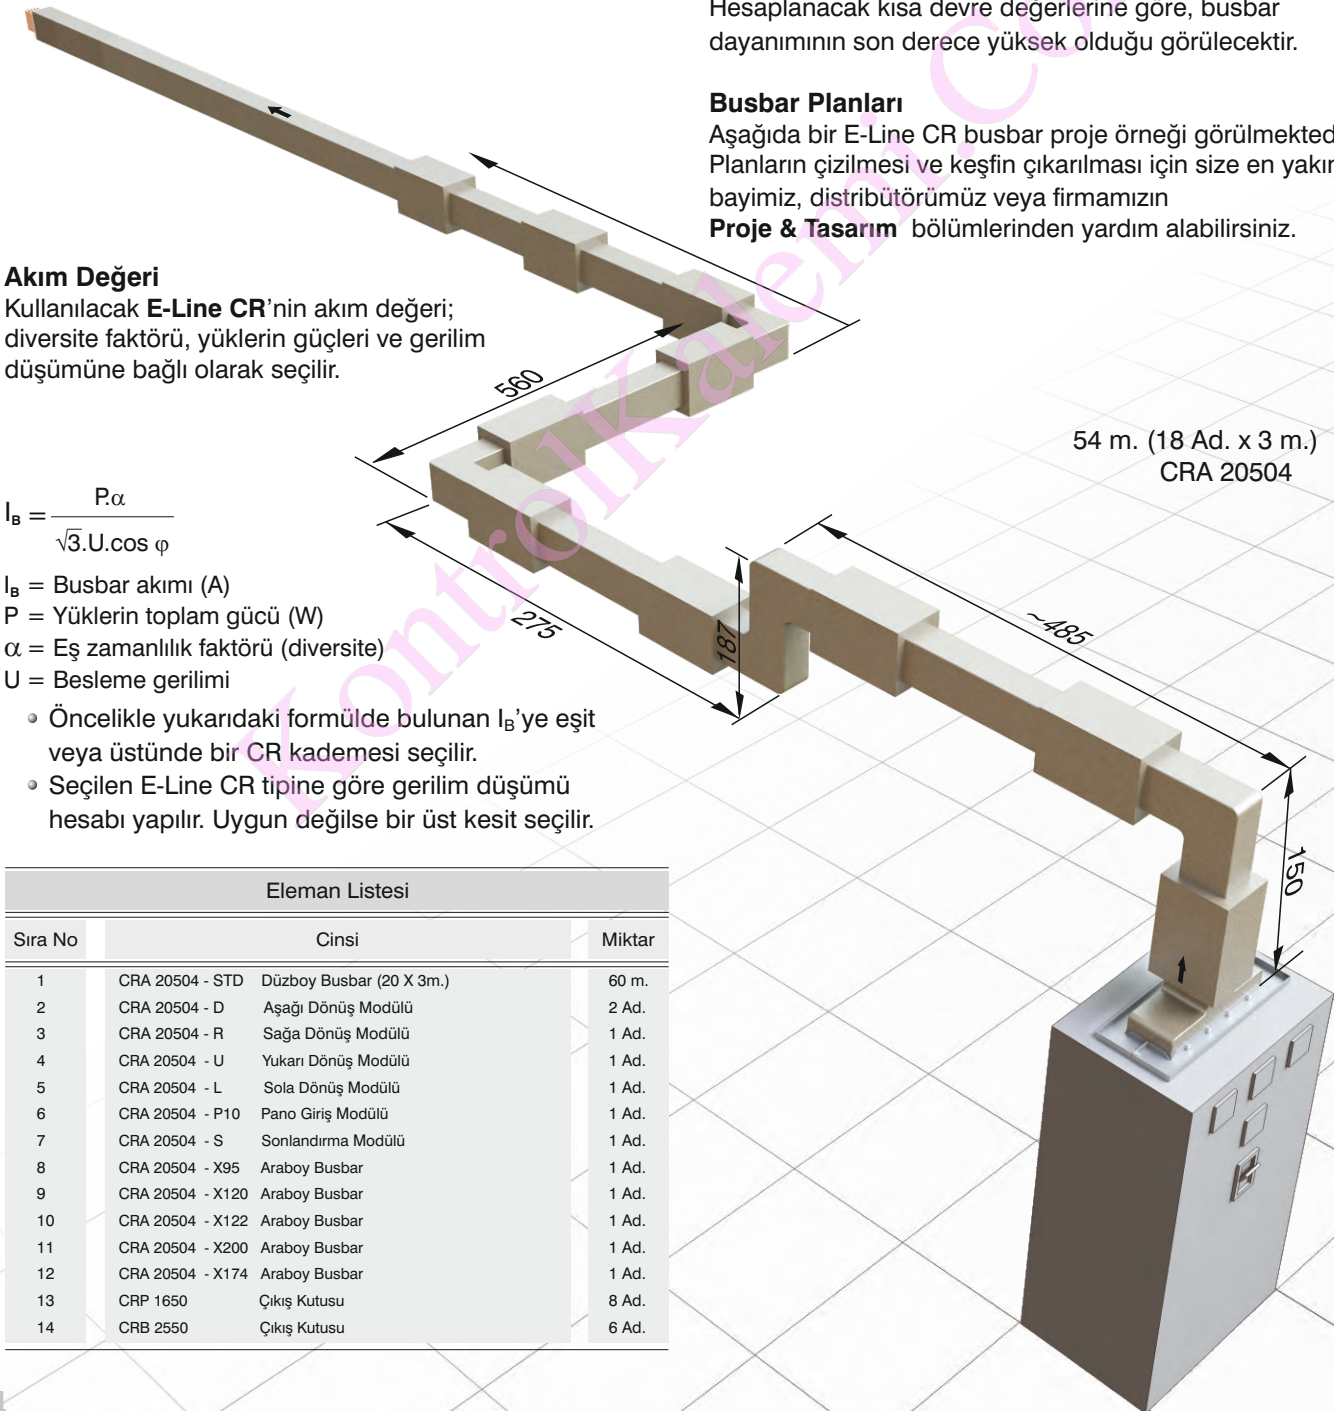 Hesaplanacak kısa devre değerlerine göre, busbar
dayanımının son derece yüksek olduğu görülecektir.
Busbar Planları
Aşağıda bir E-Line CR busbar proje örneği görülmekted
Planların çizilmesi ve keşfin çıkarılması için size en yakın
bayimiz, distribütörümüz veya firmamızın
Proje & Tasarım bölümlerinden yardım alabilirsiniz.
Akım Değeri
Kullanılacak E-Line CR'nin akım değeri;
diversite faktörü, yüklerin güçleri ve gerilim
düşümüne bağlı olarak seçilir.
560
54 m. (18 Ad. x 3 m.)
CRA 20504
I_B = P.α / √3.U.cos φ
I_B = Busbar akımı (A)
P = Yüklerin toplam gücü (W)
α = Eş zamanlılık faktörü (diversite)
U = Besleme gerilimi
275
187
~485
150
• Öncelikle yukarıdaki formülde bulunan I_B'ye eşit
veya üstünde bir CR kademesi seçilir.
• Seçilen E-Line CR tipine göre gerilim düşümü
hesabı yapılır. Uygun değilse bir üst kesit seçilir.
Eleman Listesi
Sıra No Cinsi Miktar
1 CRA 20504 - STD Düzboy Busbar (20 X 3m.) 60 m.
2 CRA 20504 - D Aşağı Dönüş Modülü 2 Ad.
3 CRA 20504 - R Sağa Dönüş Modülü 1 Ad.
4 CRA 20504 - U Yukarı Dönüş Modülü 1 Ad.
5 CRA 20504 - L Sola Dönüş Modülü 1 Ad.
6 CRA 20504 - P10 Pano Giriş Modülü 1 Ad.
7 CRA 20504 - S Sonlandırma Modülü 1 Ad.
8 CRA 20504 - X95 Araboy Busbar 1 Ad.
9 CRA 20504 - X120 Araboy Busbar 1 Ad.
10 CRA 20504 - X122 Araboy Busbar 1 Ad.
11 CRA 20504 - X200 Araboy Busbar 1 Ad.
12 CRA 20504 - X174 Araboy Busbar 1 Ad.
13 CRP 1650 Çıkış Kutusu 8 Ad.
14 CRB 2550 Çıkış Kutusu 6 Ad.
KontrolKalemi.Co